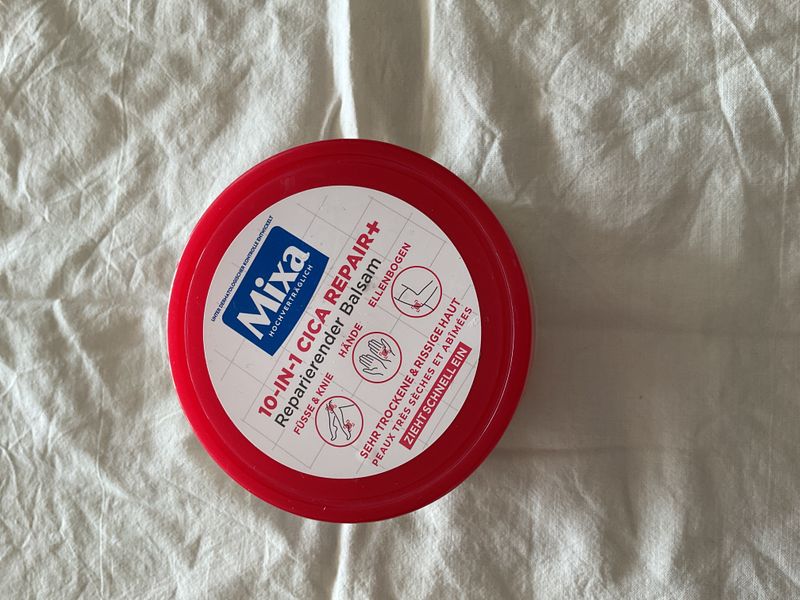 UNTER DERMATOLOGISCHER KONTROLLE ENTWICKELT
Mixa
HOCHVERTRÄGLICH
10-IN-1 CICA REPAIR+
Reparierender Balsam
FÜSSE & KNIE
HÄNDE
ELLENBOGEN
SEHR TROCKENE & RISSIGE HAUT
PEAUX TRÈS SÈCHES ET ABÎMÉES
ZIEHT SCHNELL EIN